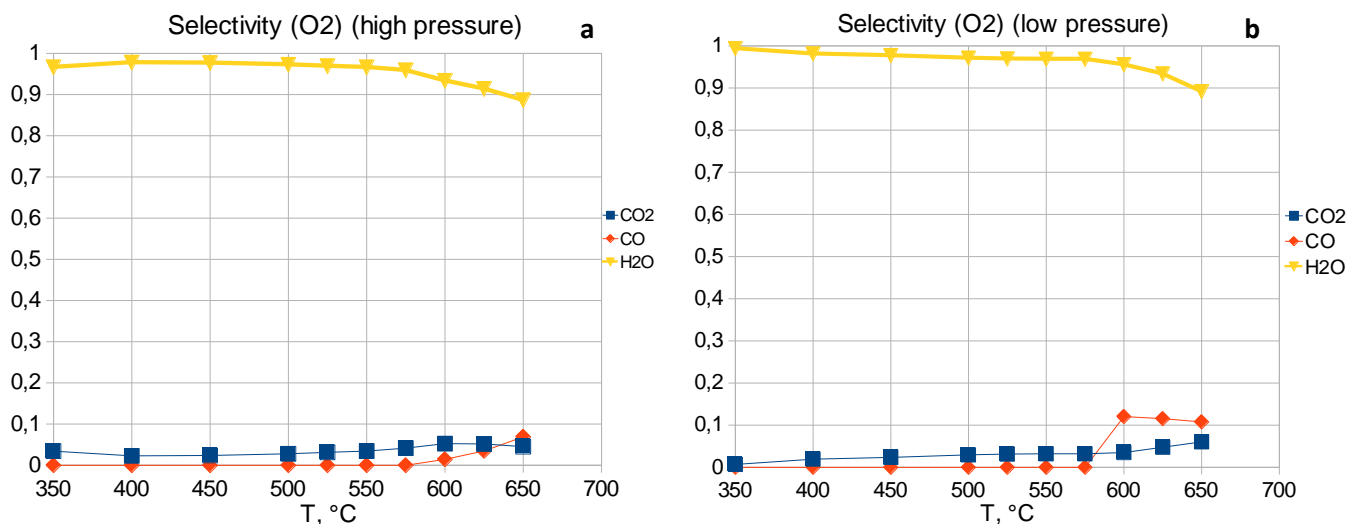 Selectivity (O2) (high pressure)
a
1
0,9
0,8
0,7
0,6
0,5
0,4
0,3
0,2
0,1
0
350 400 450 500 550 600 650 700
T, °C
CO2
CO
H2O
Selectivity (O2) (low pressure)
b
1
0,9
0,8
0,7
0,6
0,5
0,4
0,3
0,2
0,1
0
350 400 450 500 550 600 650 700
T, °C
CO2
CO
H2O